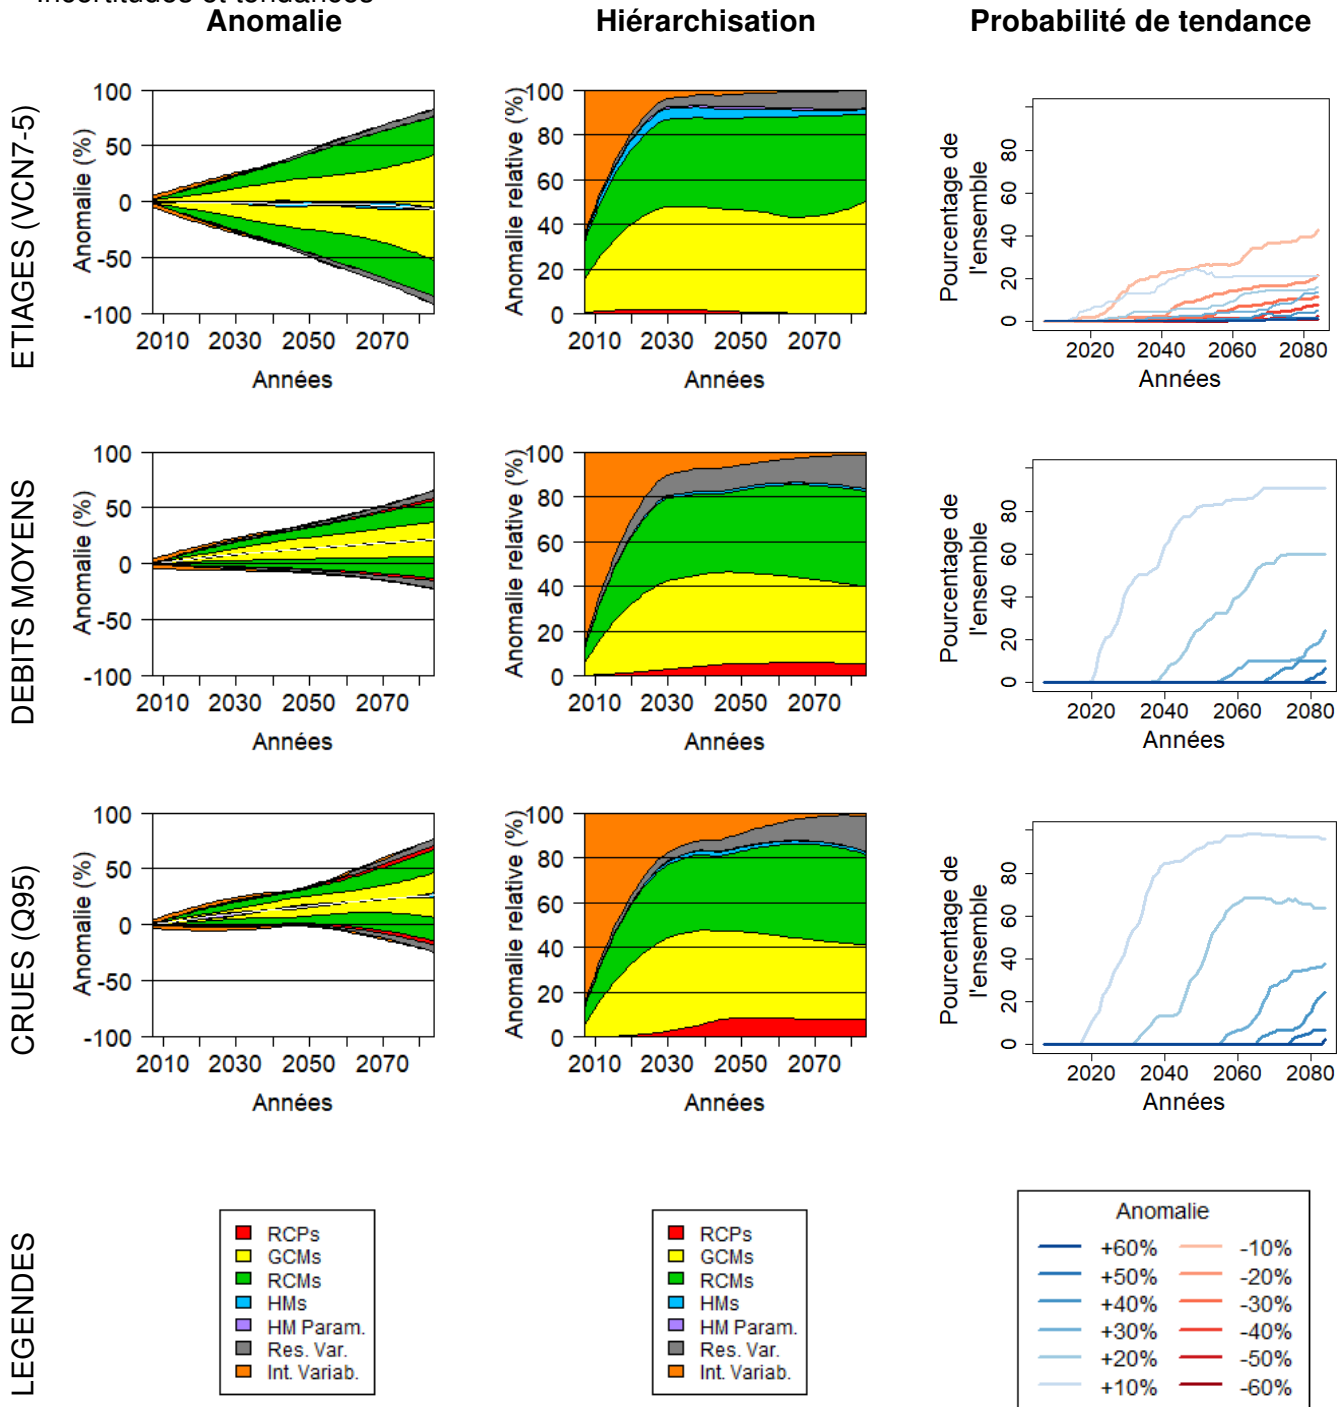 Incertitudes et tendances
Anomalie Hiérarchisation Probabilité de tendance
ETIAGES (VCN7-5)
Anomalie (%)
100
50
0
-50
-100
2010 2030 2050 2070
Années
Anomalie relative (%)
100
80
60
40
20
0
2010 2030 2050 2070
Années
Pourcentage de
l'ensemble
80
60
40
20
0
2020 2040 2060 2080
Années
DEBITS MOYENS
Anomalie (%)
100
50
0
-50
-100
2010 2030 2050 2070
Années
Anomalie relative (%)
100
80
60
40
20
0
2010 2030 2050 2070
Années
Pourcentage de
l'ensemble
80
60
40
20
0
2020 2040 2060 2080
Années
CRUES (Q95)
Anomalie (%)
100
50
0
-50
-100
2010 2030 2050 2070
Années
Anomalie relative (%)
100
80
60
40
20
0
2010 2030 2050 2070
Années
Pourcentage de
l'ensemble
80
60
40
20
0
2020 2040 2060 2080
Années
LEGENDES
RCPs
GCMs
RCMs
HMs
HM Param.
Res. Var.
Int. Variab.
RCPs
GCMs
RCMs
HMs
HM Param.
Res. Var.
Int. Variab.
Anomalie
+60% -10%
+50% -20%
+40% -30%
+30% -40%
+20% -50%
+10% -60%